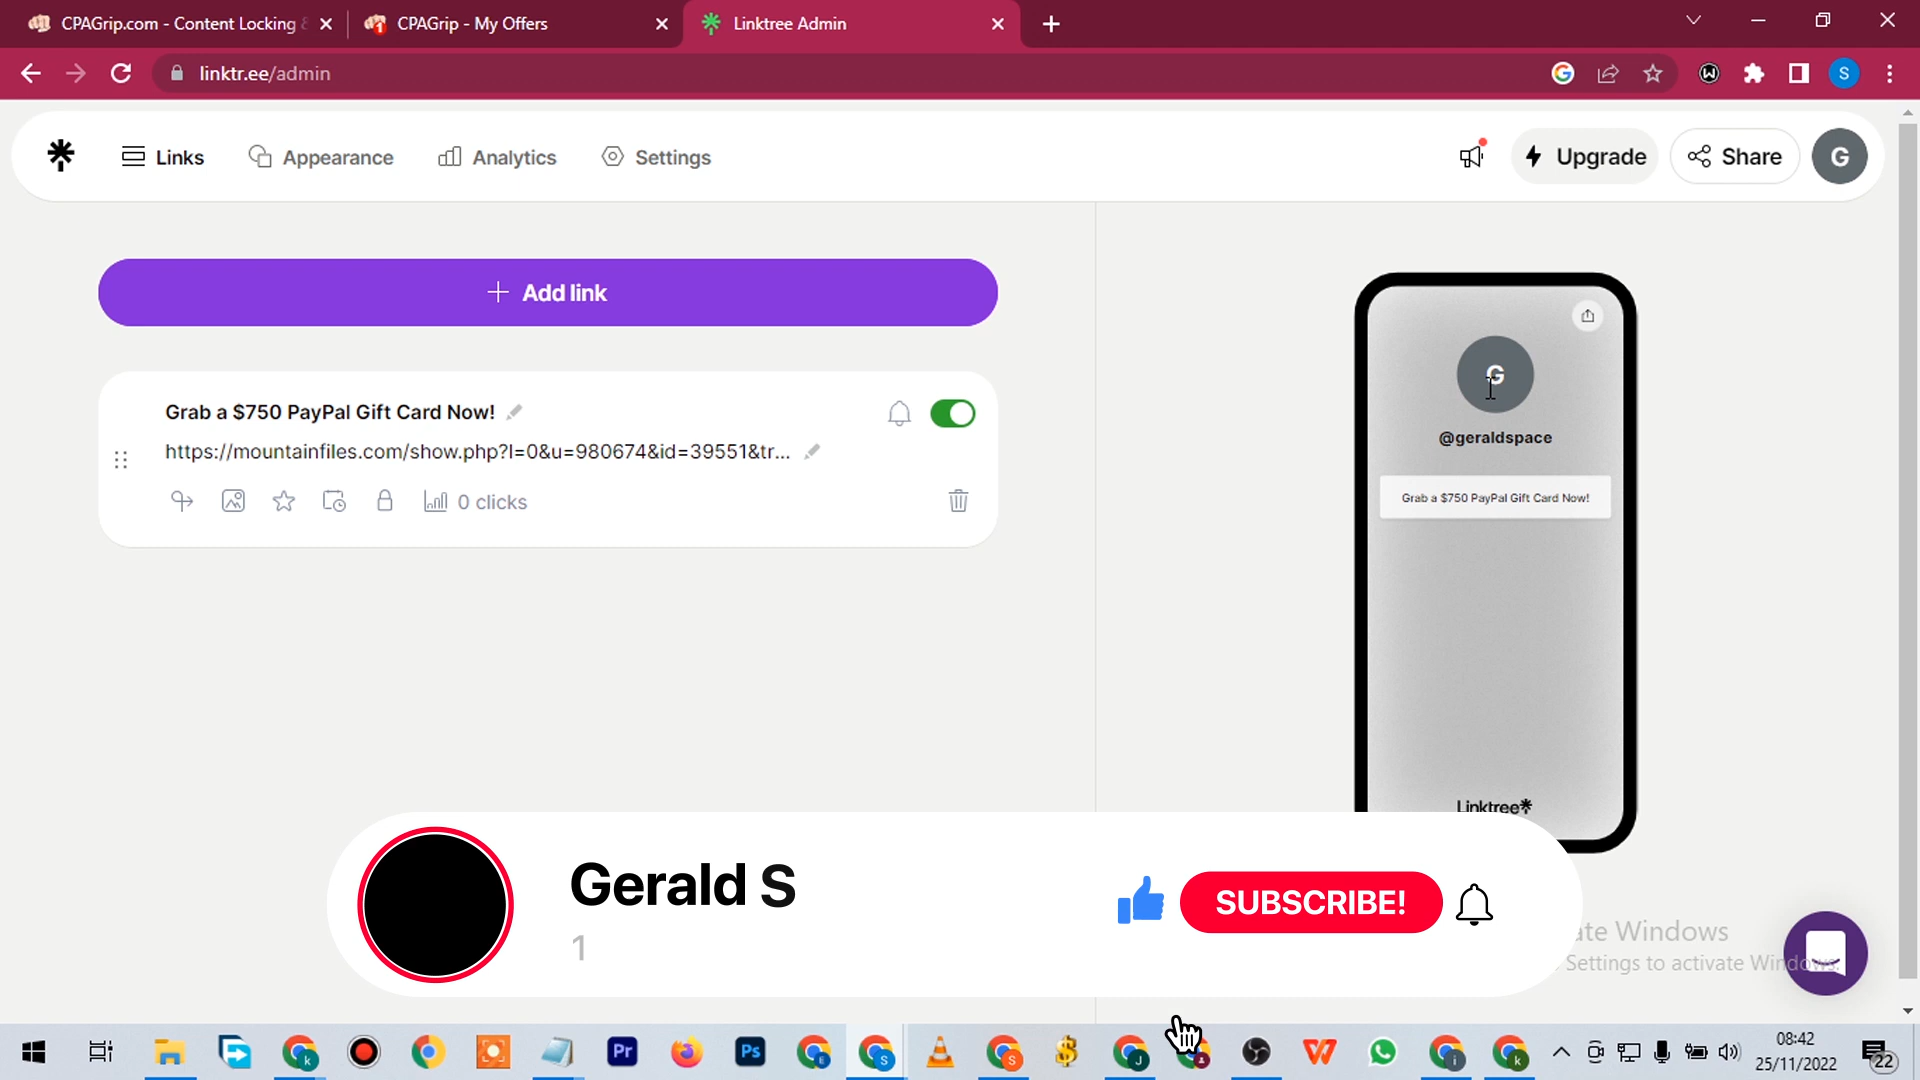 CPAGrip.com - Content Locking
CPAGrip - My Offers
Linktree Admin
linktr.ee/admin
Links
Appearance
Analytics
Settings
Upgrade
Share
G
Add link
Grab a $750 PayPal Gift Card Now!
https://mountainfiles.com/show.php?l=0&u=980674&id=39551&tr...
0 clicks
G
@geraldspace
Grab a $750 PayPal Gift Card Now!
Linktree
Gerald S
1
SUBSCRIBE!
ate Windows
Settings to activate Windows.
08:42
25/11/2022
22